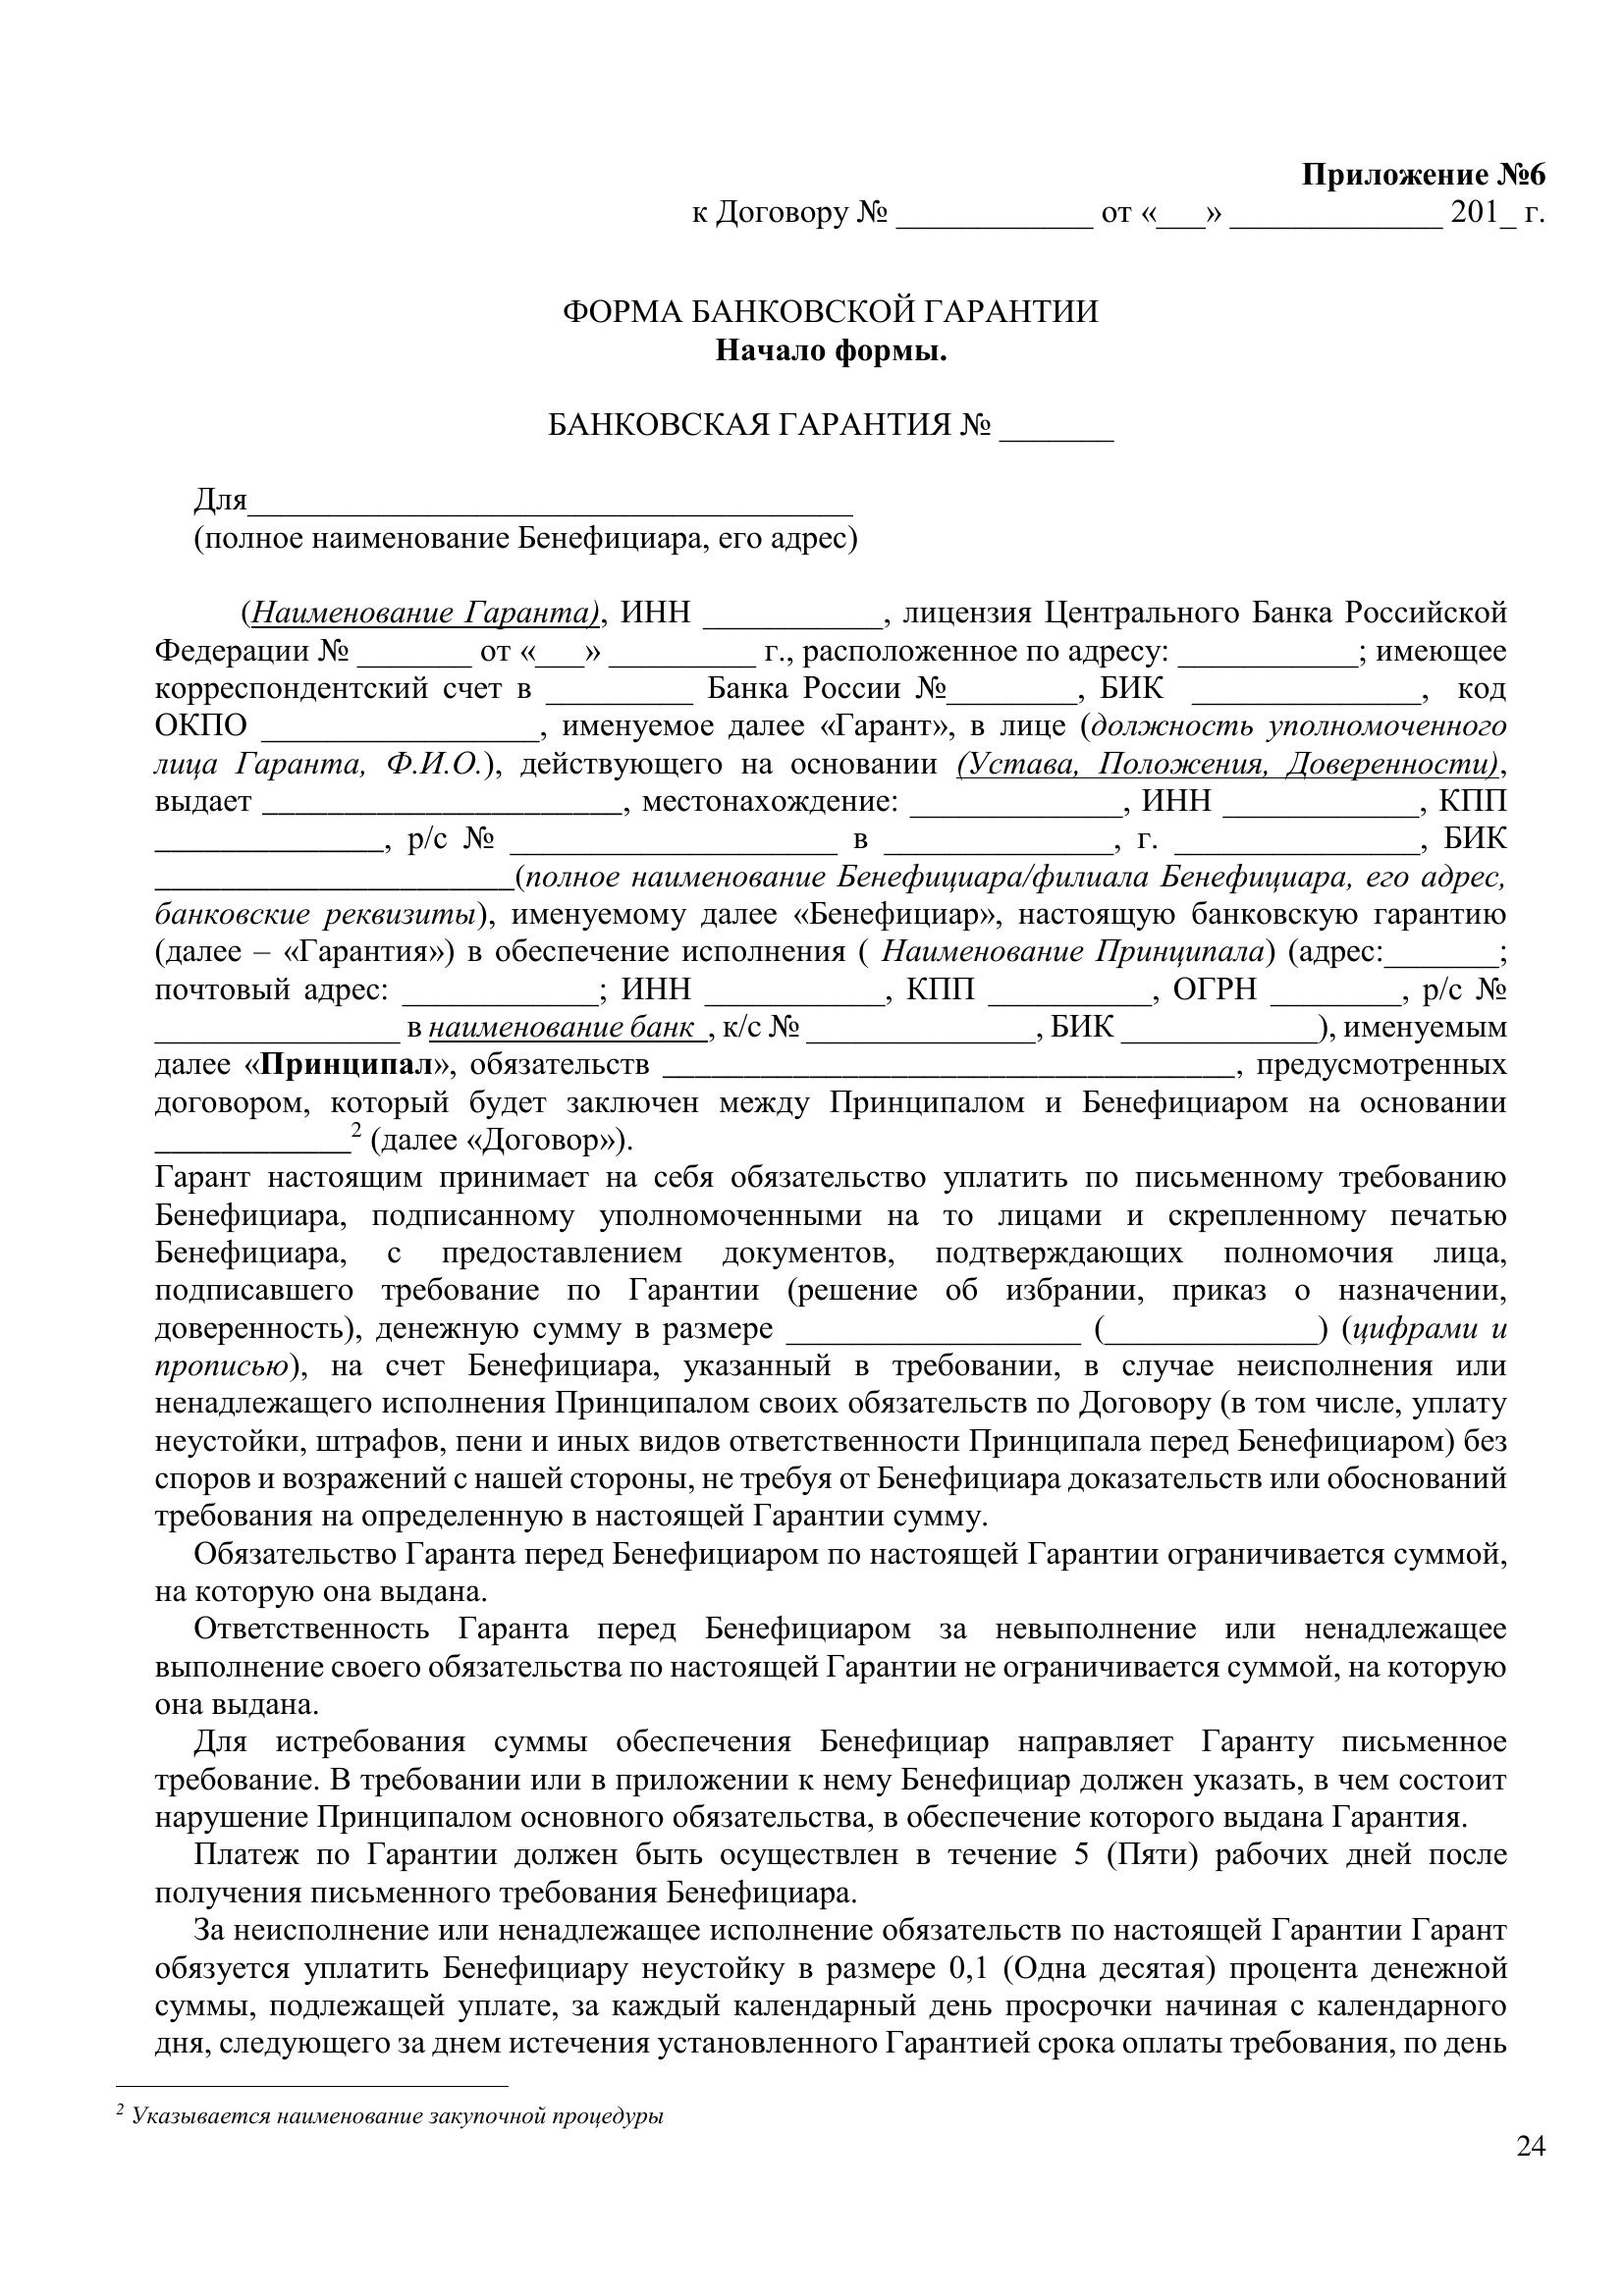 Приложение №6
к Договору № ____________ от «___» _____________ 201_ г.
ФОРМА БАНКОВСКОЙ ГАРАНТИИ
Начало формы.
БАНКОВСКАЯ ГАРАНТИЯ № _______
Для_____________________________________
(полное наименование Бенефициара, его адрес)
(Наименование Гаранта), ИНН ___________, лицензия Центрального Банка Российской
Федерации № _______ от «___» _________ г., расположенное по адресу: ___________; имеющее
корреспондентский счет в _________ Банка России №________, БИК ______________, код
ОКПО _________________, именуемое далее «Гарант», в лице (должность уполномоченного
лица Гаранта, Ф.И.О.), действующего на основании (Устава, Положения, Доверенности),
выдает ______________________, местонахождение: _____________, ИНН ____________, КПП
______________, р/с № ____________________ в ______________, г. _______________, БИК
______________________(полное наименование Бенефициара/филиала Бенефициара, его адрес,
банковские реквизиты), именуемому далее «Бенефициар», настоящую банковскую гарантию
(далее – «Гарантия») в обеспечение исполнения ( Наименование Принципала) (адрес:_______;
почтовый адрес: ____________; ИНН ___________, КПП __________, ОГРН ________, р/с №
_______________ в наименование банк , к/с № ______________, БИК ____________), именуемым
далее «Принципал», обязательств ___________________________________, предусмотренных
договором, который будет заключен между Принципалом и Бенефициаром на основании
____________2 (далее «Договор»).
Гарант настоящим принимает на себя обязательство уплатить по письменному требованию
Бенефициара, подписанному уполномоченными на то лицами и скрепленному печатью
Бенефициара, с предоставлением документов, подтверждающих полномочия лица,
подписавшего требование по Гарантии (решение об избрании, приказ о назначении,
доверенность), денежную сумму в размере __________________ (_____________) (цифрами и
прописью), на счет Бенефициара, указанный в требовании, в случае неисполнения или
ненадлежащего исполнения Принципалом своих обязательств по Договору (в том числе, уплату
неустойки, штрафов, пени и иных видов ответственности Принципала перед Бенефициаром) без
споров и возражений с нашей стороны, не требуя от Бенефициара доказательств или обоснований
требования на определенную в настоящей Гарантии сумму.
Обязательство Гаранта перед Бенефициаром по настоящей Гарантии ограничивается суммой,
на которую она выдана.
Ответственность Гаранта перед Бенефициаром за невыполнение или ненадлежащее
выполнение своего обязательства по настоящей Гарантии не ограничивается суммой, на которую
она выдана.
Для истребования суммы обеспечения Бенефициар направляет Гаранту письменное
требование. В требовании или в приложении к нему Бенефициар должен указать, в чем состоит
нарушение Принципалом основного обязательства, в обеспечение которого выдана Гарантия.
Платеж по Гарантии должен быть осуществлен в течение 5 (Пяти) рабочих дней после
получения письменного требования Бенефициара.
За неисполнение или ненадлежащее исполнение обязательств по настоящей Гарантии Гарант
обязуется уплатить Бенефициару неустойку в размере 0,1 (Одна десятая) процента денежной
суммы, подлежащей уплате, за каждый календарный день просрочки начиная с календарного
дня, следующего за днем истечения установленного Гарантией срока оплаты требования, по день
2 Указывается наименование закупочной процедуры
24